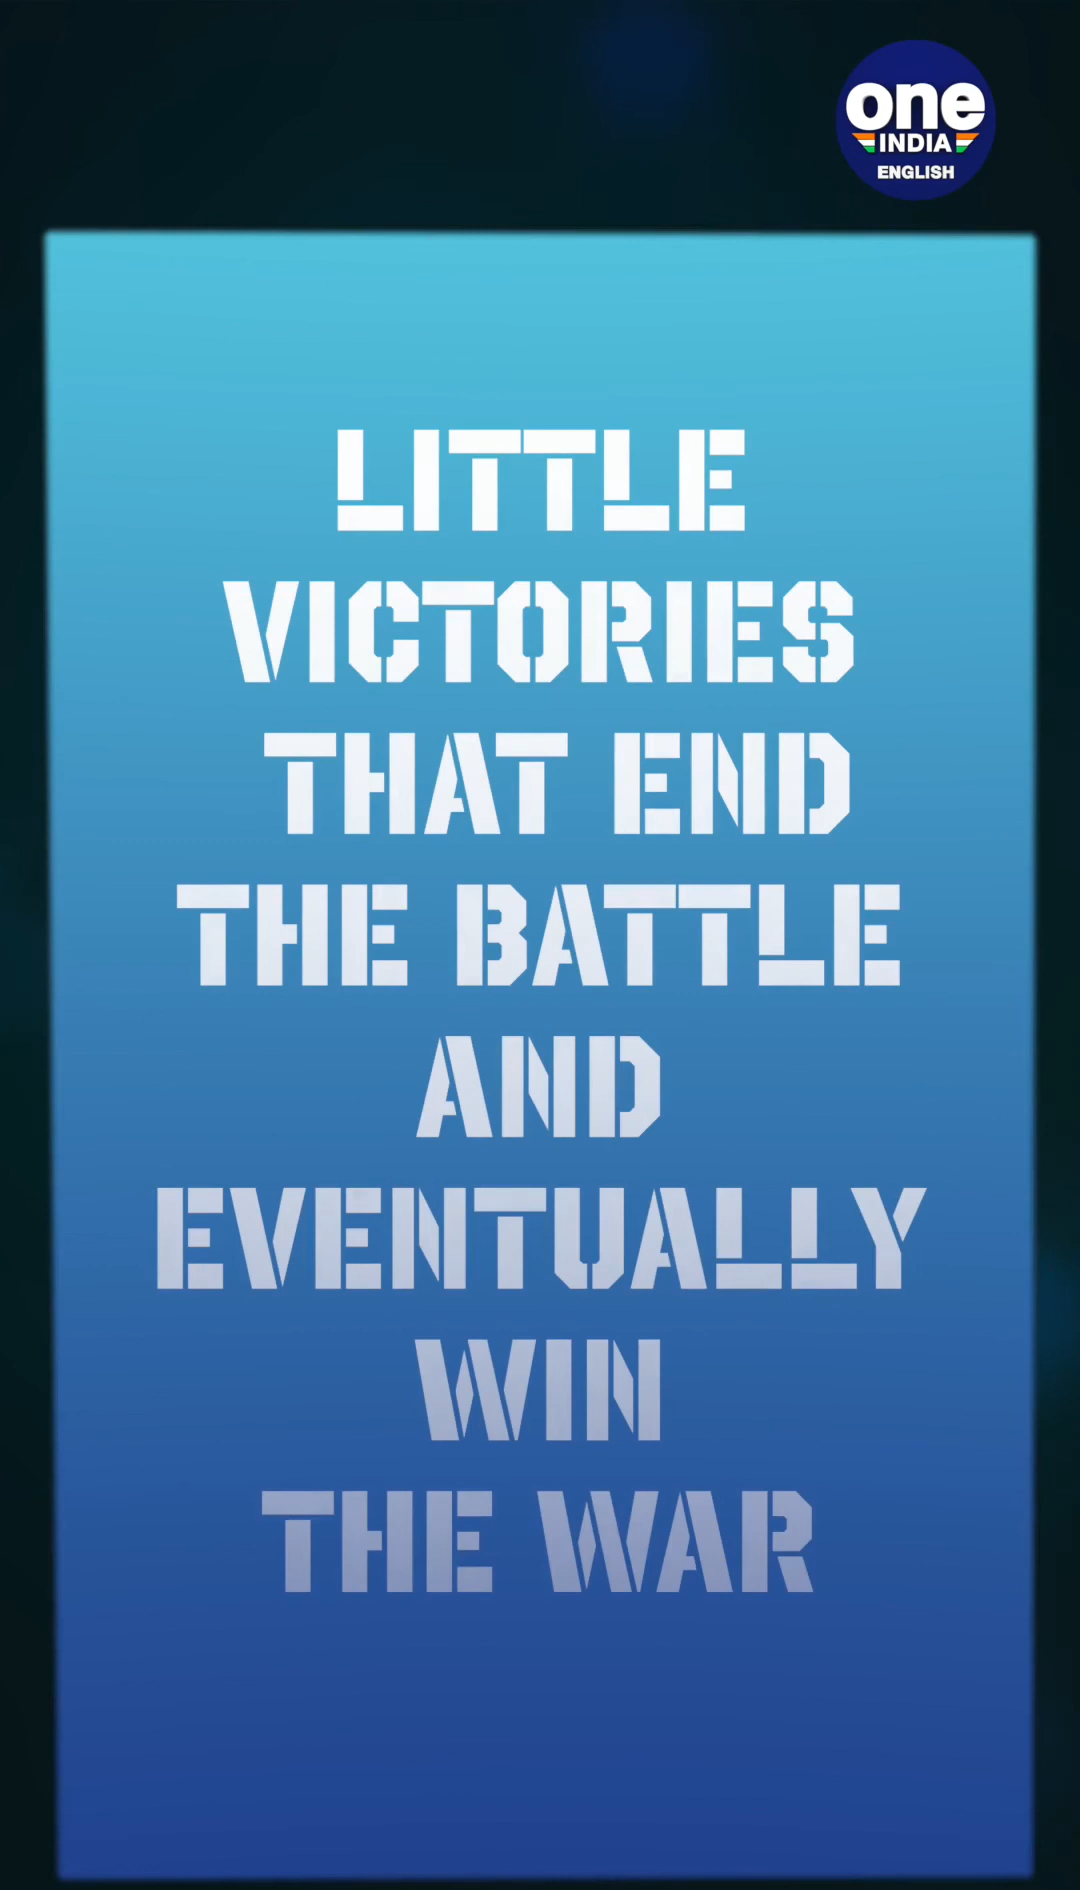 one
INDIA
ENGLISH
LITTLE
VICTORIES
THAT END
THE BATTLE
AND
EVENTUALLY
WIN
THE WAR